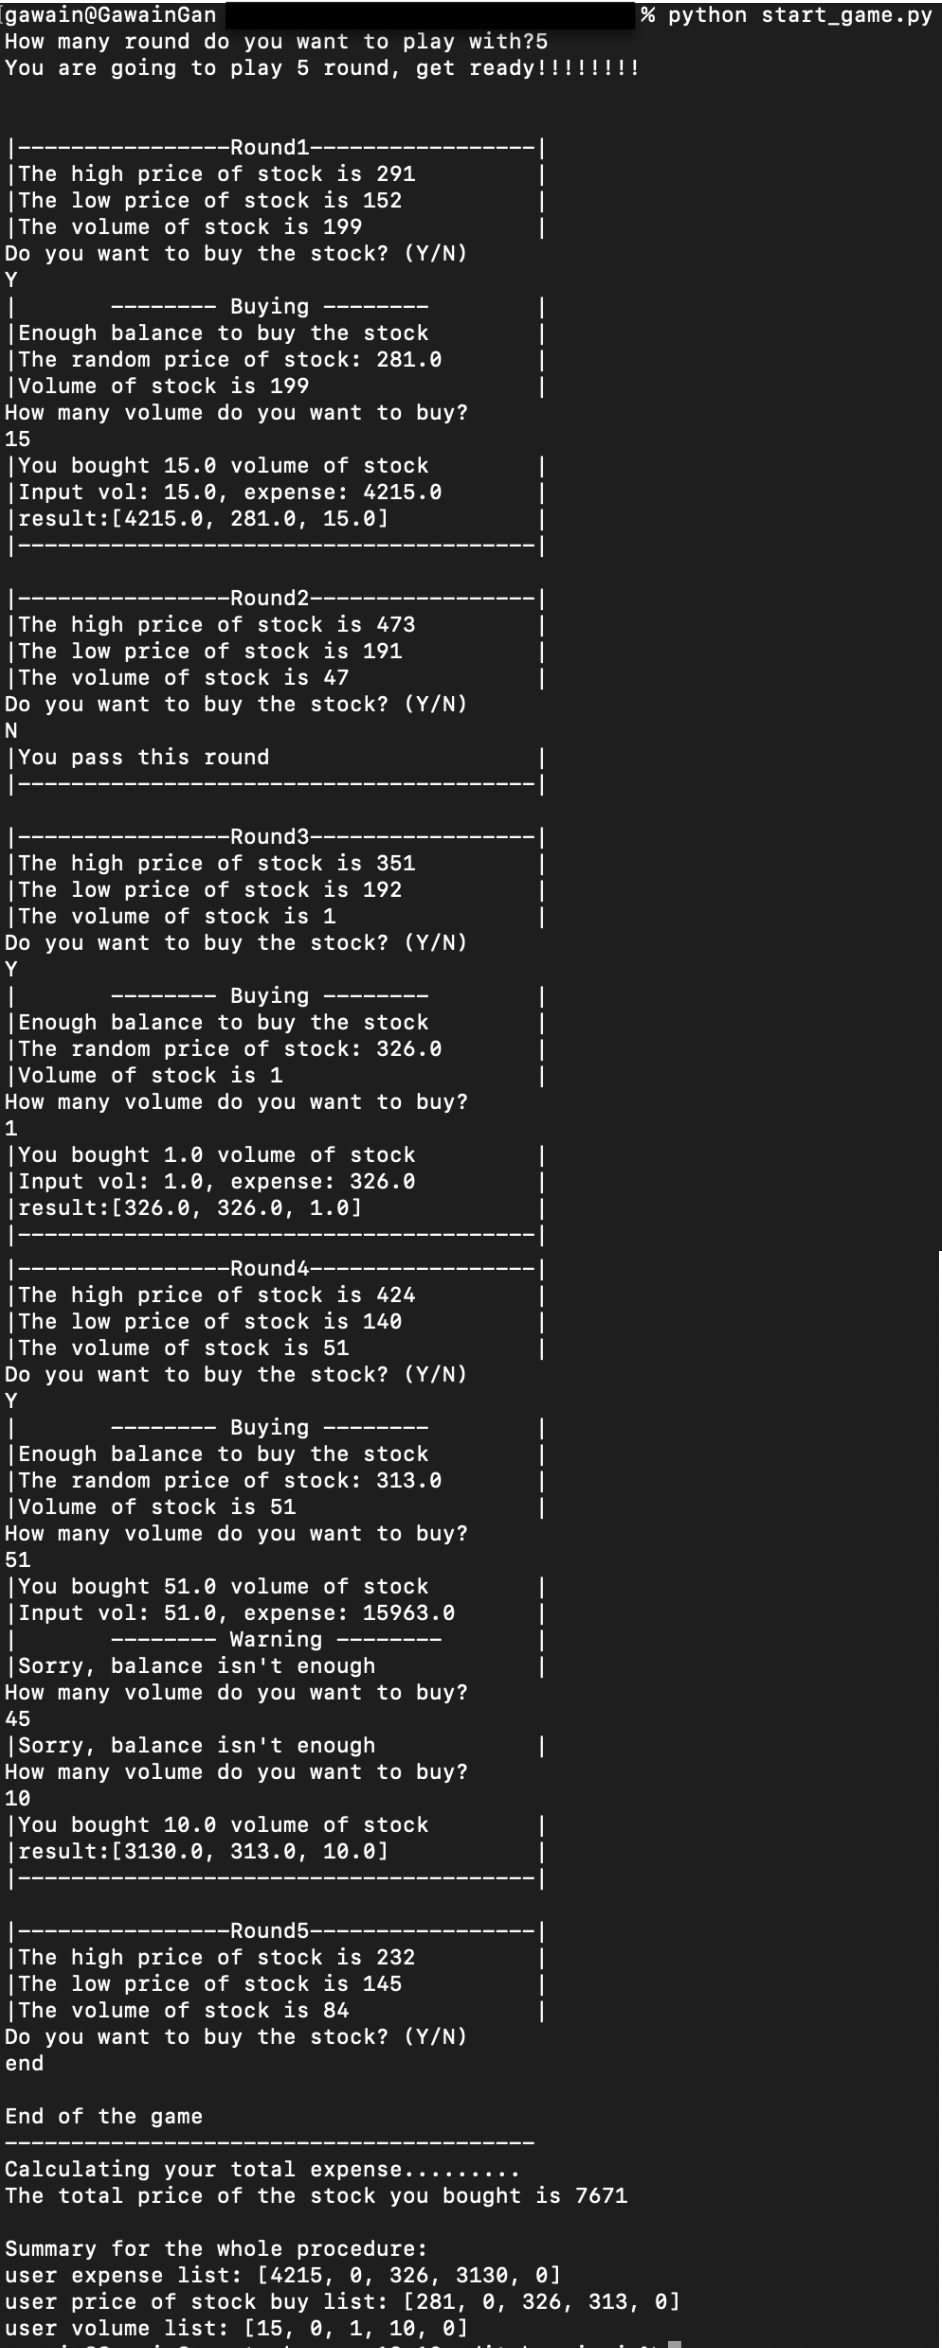 [gawain@GawainGan % python start_game.py
How many round do you want to play with?5
You are going to play 5 round, get ready!!!!!!!!
|----------------Round1-----------------|
|The high price of stock is 291 |
|The low price of stock is 152 |
|The volume of stock is 199 |
Do you want to buy the stock? (Y/N)
Y
| -------- Buying -------- |
|Enough balance to buy the stock |
|The random price of stock: 281.0 |
|Volume of stock is 199 |
How many volume do you want to buy?
15
|You bought 15.0 volume of stock |
|Input vol: 15.0, expense: 4215.0 |
|result:[4215.0, 281.0, 15.0] |
|---------------------------------------|
|----------------Round2-----------------|
|The high price of stock is 473 |
|The low price of stock is 191 |
|The volume of stock is 47 |
Do you want to buy the stock? (Y/N)
N
|You pass this round |
|---------------------------------------|
|----------------Round3-----------------|
|The high price of stock is 351 |
|The low price of stock is 192 |
|The volume of stock is 1 |
Do you want to buy the stock? (Y/N)
Y
| -------- Buying -------- |
|Enough balance to buy the stock |
|The random price of stock: 326.0 |
|Volume of stock is 1 |
How many volume do you want to buy?
1
|You bought 1.0 volume of stock |
|Input vol: 1.0, expense: 326.0 |
|result:[326.0, 326.0, 1.0] |
|---------------------------------------|
|----------------Round4-----------------|
|The high price of stock is 424 |
|The low price of stock is 140 |
|The volume of stock is 51 |
Do you want to buy the stock? (Y/N)
Y
| -------- Buying -------- |
|Enough balance to buy the stock |
|The random price of stock: 313.0 |
|Volume of stock is 51 |
How many volume do you want to buy?
51
|You bought 51.0 volume of stock |
|Input vol: 51.0, expense: 15963.0 |
| -------- Warning -------- |
|Sorry, balance isn't enough |
How many volume do you want to buy?
45
|Sorry, balance isn't enough |
How many volume do you want to buy?
10
|You bought 10.0 volume of stock |
|result:[3130.0, 313.0, 10.0] |
|---------------------------------------|
|----------------Round5-----------------|
|The high price of stock is 232 |
|The low price of stock is 145 |
|The volume of stock is 84 |
Do you want to buy the stock? (Y/N)
end
End of the game
----------------------------------------
Calculating your total expense.........
The total price of the stock you bought is 7671
Summary for the whole procedure:
user expense list: [4215, 0, 326, 3130, 0]
user price of stock buy list: [281, 0, 326, 313, 0]
user volume list: [15, 0, 1, 10, 0]